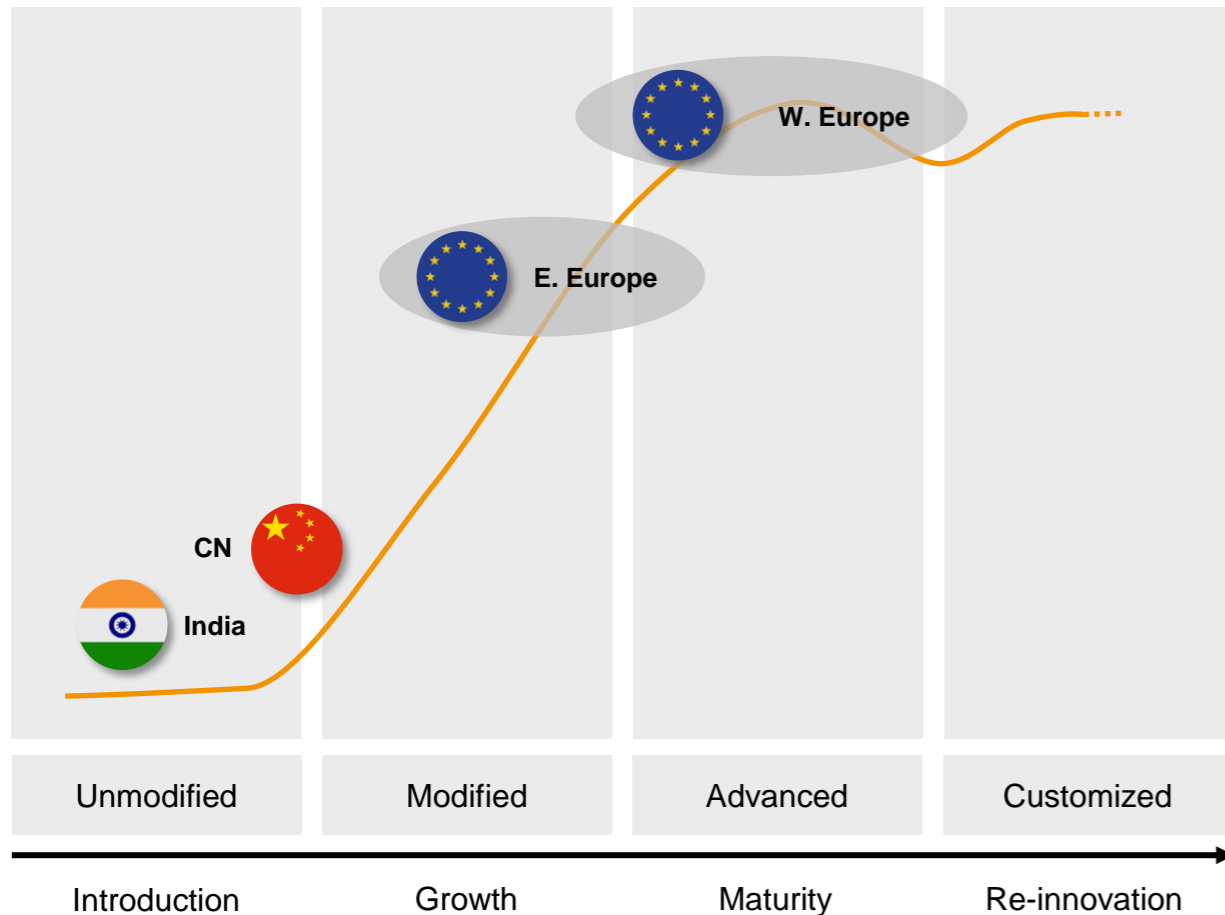 W. Europe
E. Europe
CN
India
Unmodified
Modified
Advanced
Customized
Introduction
Growth
Maturity
Re-innovation